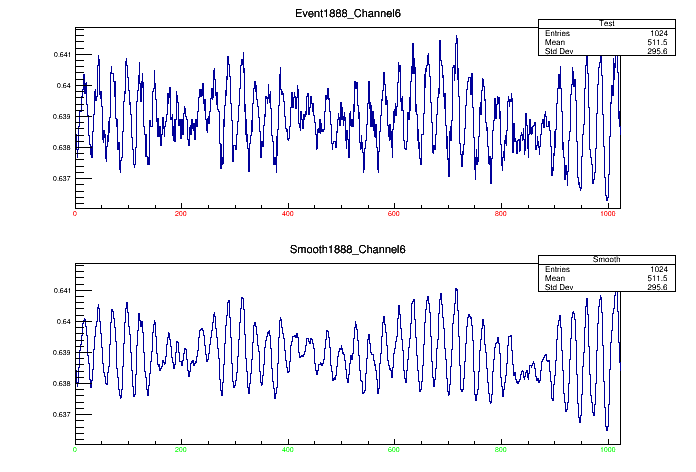 Event1888_Channel6
Test
Entries 1024
Mean 511.5
Std Dev 295.6
0.641
0.64
0.639
0.638
0.637
0 200 400 600 800 1000
Smooth1888_Channel6
Smooth
Entries 1024
Mean 511.5
Std Dev 295.6
0.641
0.64
0.639
0.638
0.637
0 200 400 600 800 1000